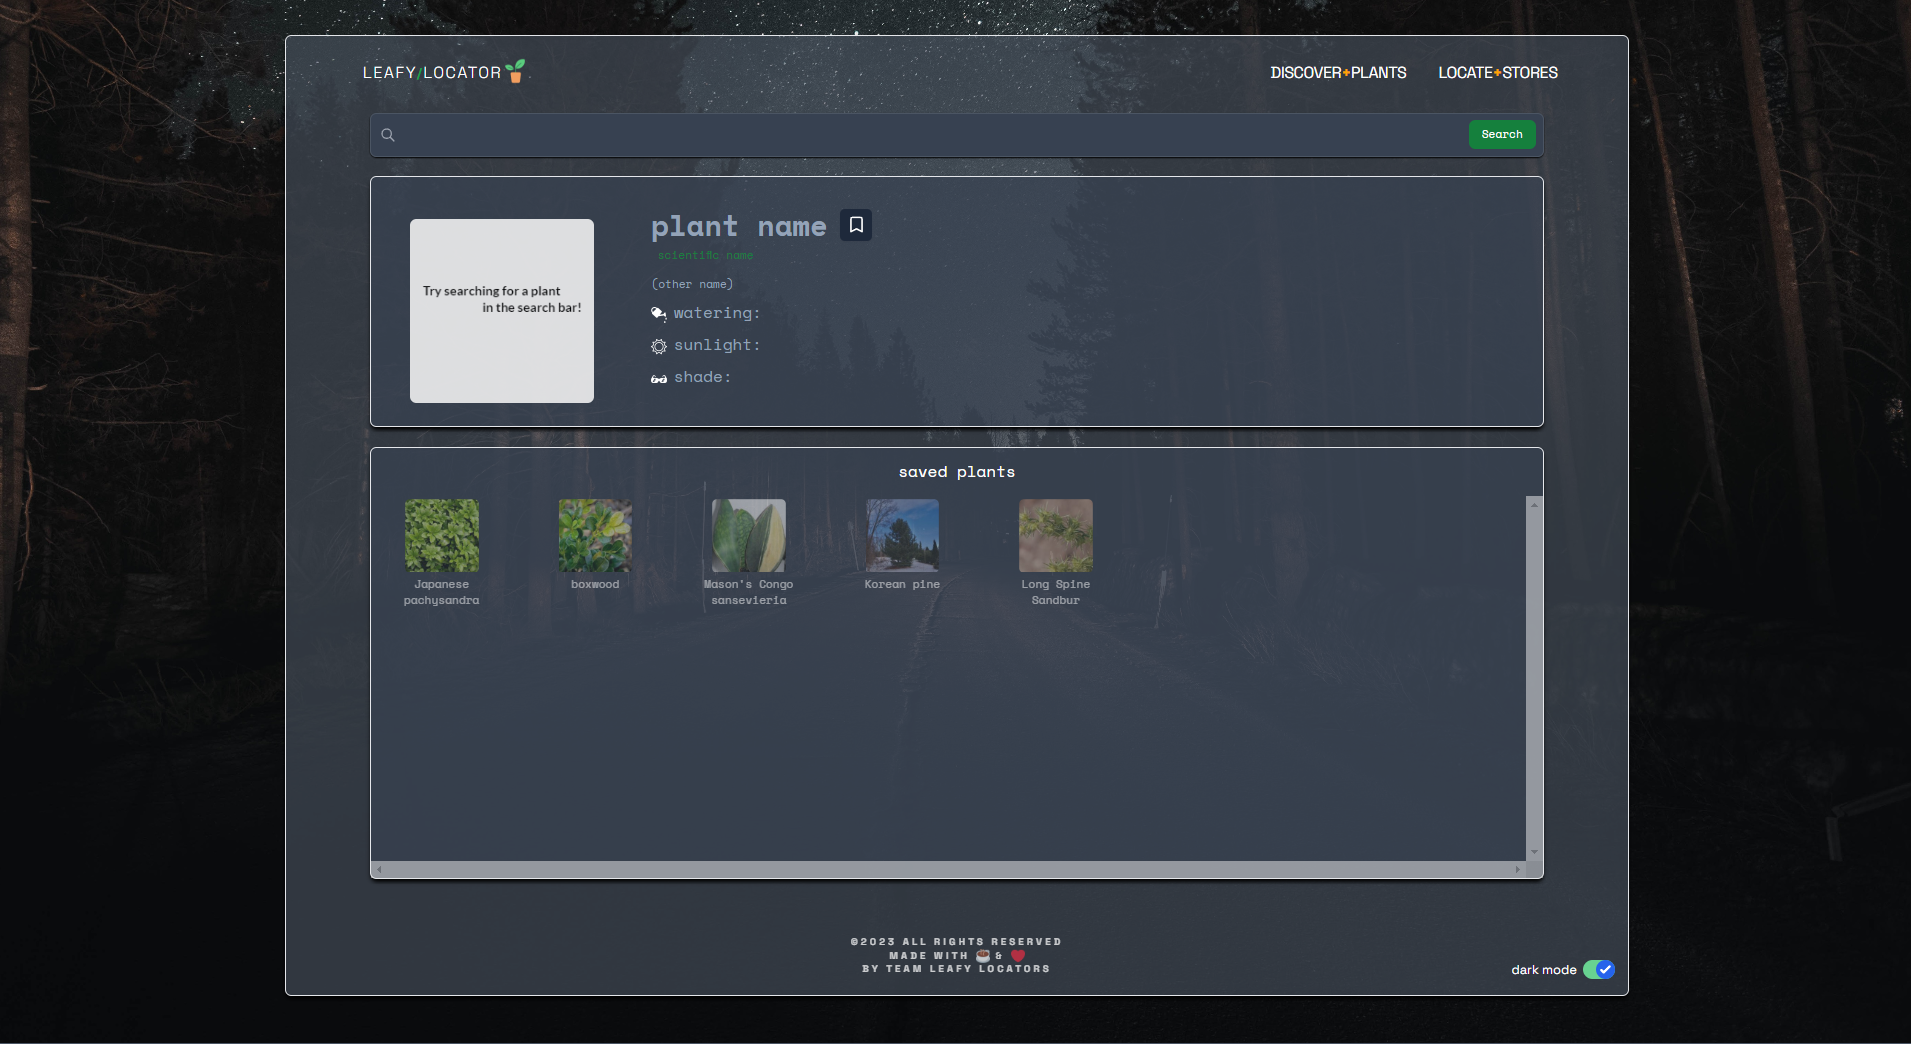 LEAFY/LOCATOR
DISCOVER+PLANTS
LOCATE+STORES
Search
Try searching for a plant
in the search bar!
plant name
scientific name
(other name)
watering:
sunlight:
shade:
saved plants
Japanese
pachysandra
boxwood
Mason's Congo
sansevieria
Korean pine
Long Spine
Sandbur
©2023 ALL RIGHTS RESERVED
MADE WITH ☕ & ❤️
BY TEAM LEAFY LOCATORS
dark mode